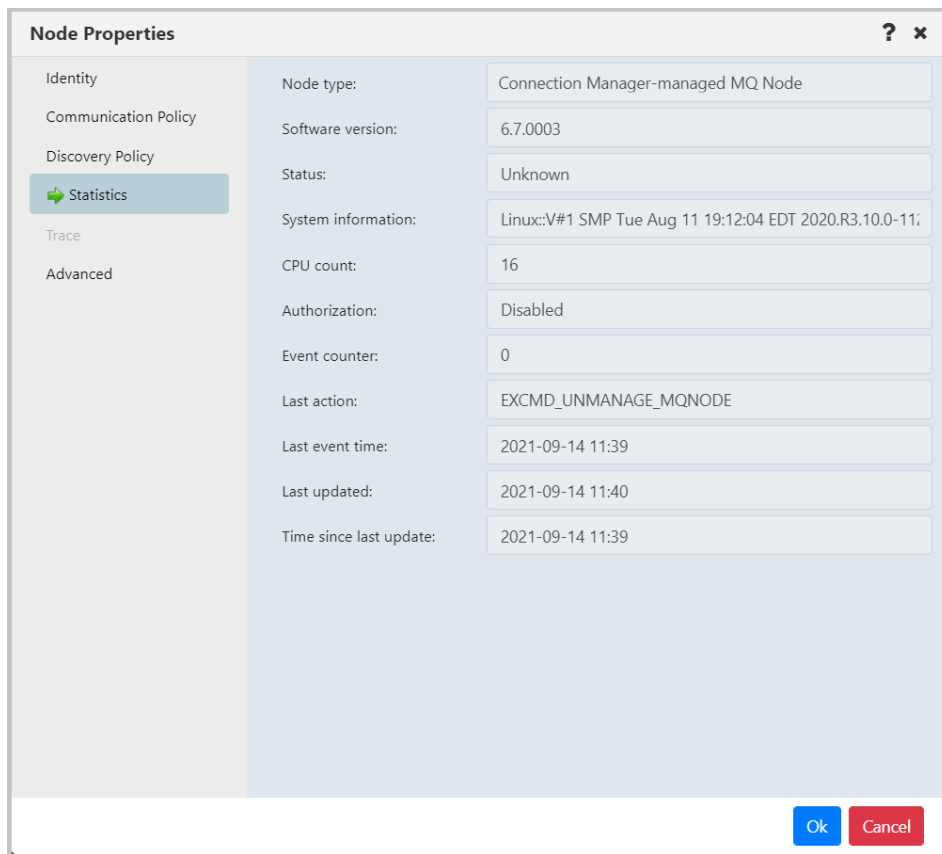 Node Properties
? ×
Identity
Communication Policy
Discovery Policy
Statistics
Trace
Advanced
Node type: Connection Manager-managed MQ Node
Software version: 6.7.0003
Status: Unknown
System information: Linux::V#1 SMP Tue Aug 11 19:12:04 EDT 2020.R3.10.0-11
CPU count: 16
Authorization: Disabled
Event counter: 0
Last action: EXCMD_UNMANAGE_MQNODE
Last event time: 2021-09-14 11:39
Last updated: 2021-09-14 11:40
Time since last update: 2021-09-14 11:39
Ok Cancel